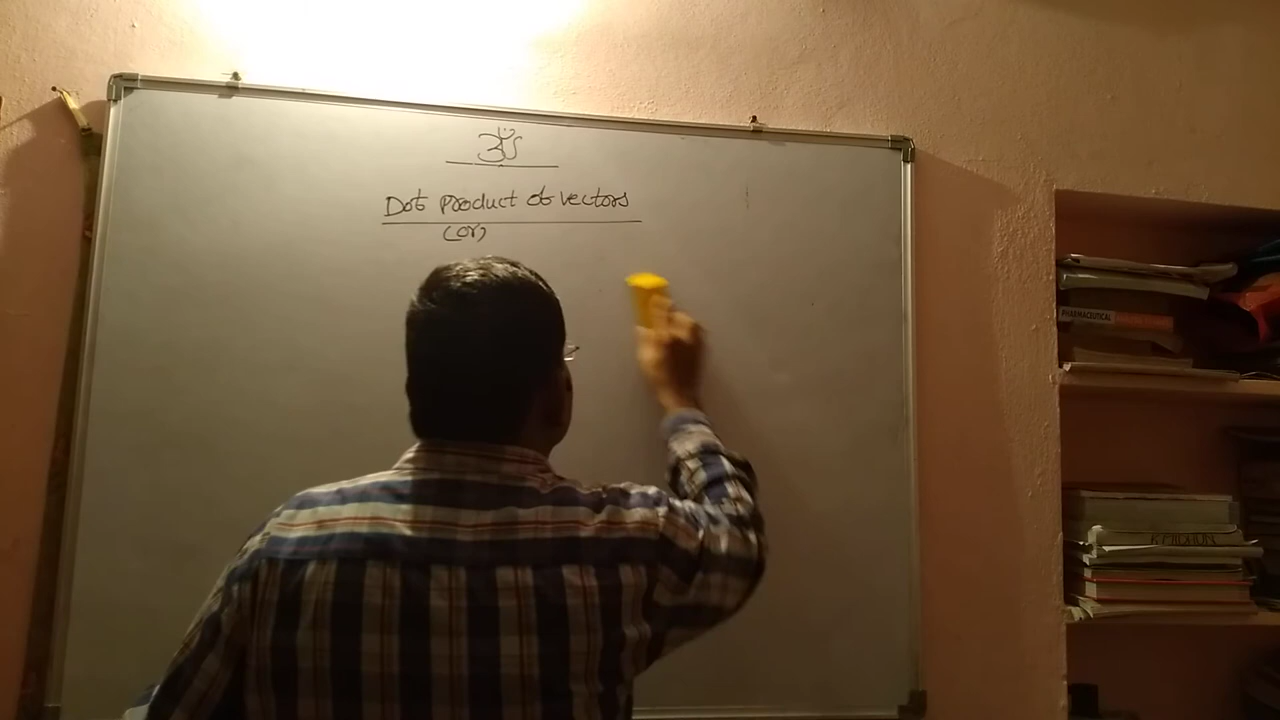 ॐ
Dot product of vectors
(or)
PHARMACEUTICAL